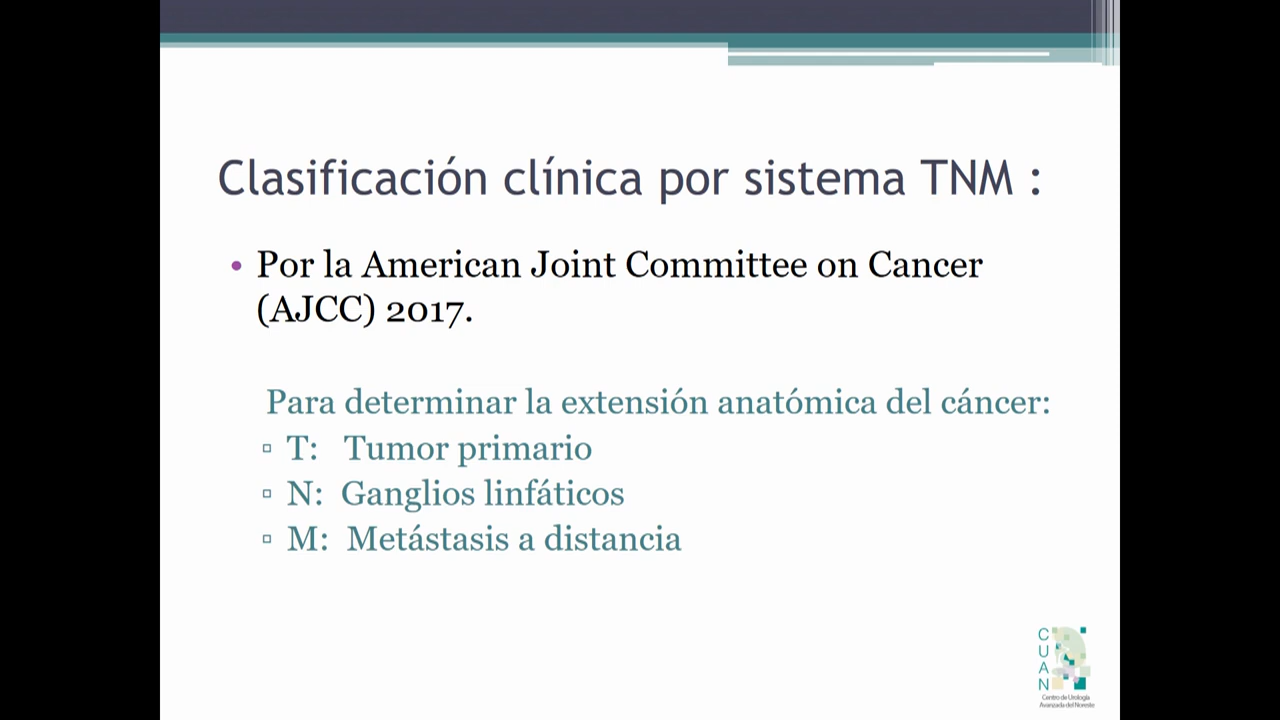 Clasificación clínica por sistema TNM :
• Por la American Joint Committee on Cancer
(AJCC) 2017.
Para determinar la extensión anatómica del cáncer:
▫ T: Tumor primario
▫ N: Ganglios linfáticos
▫ M: Metástasis a distancia
CUAN
Centro de Urología
Avanzada del Noreste